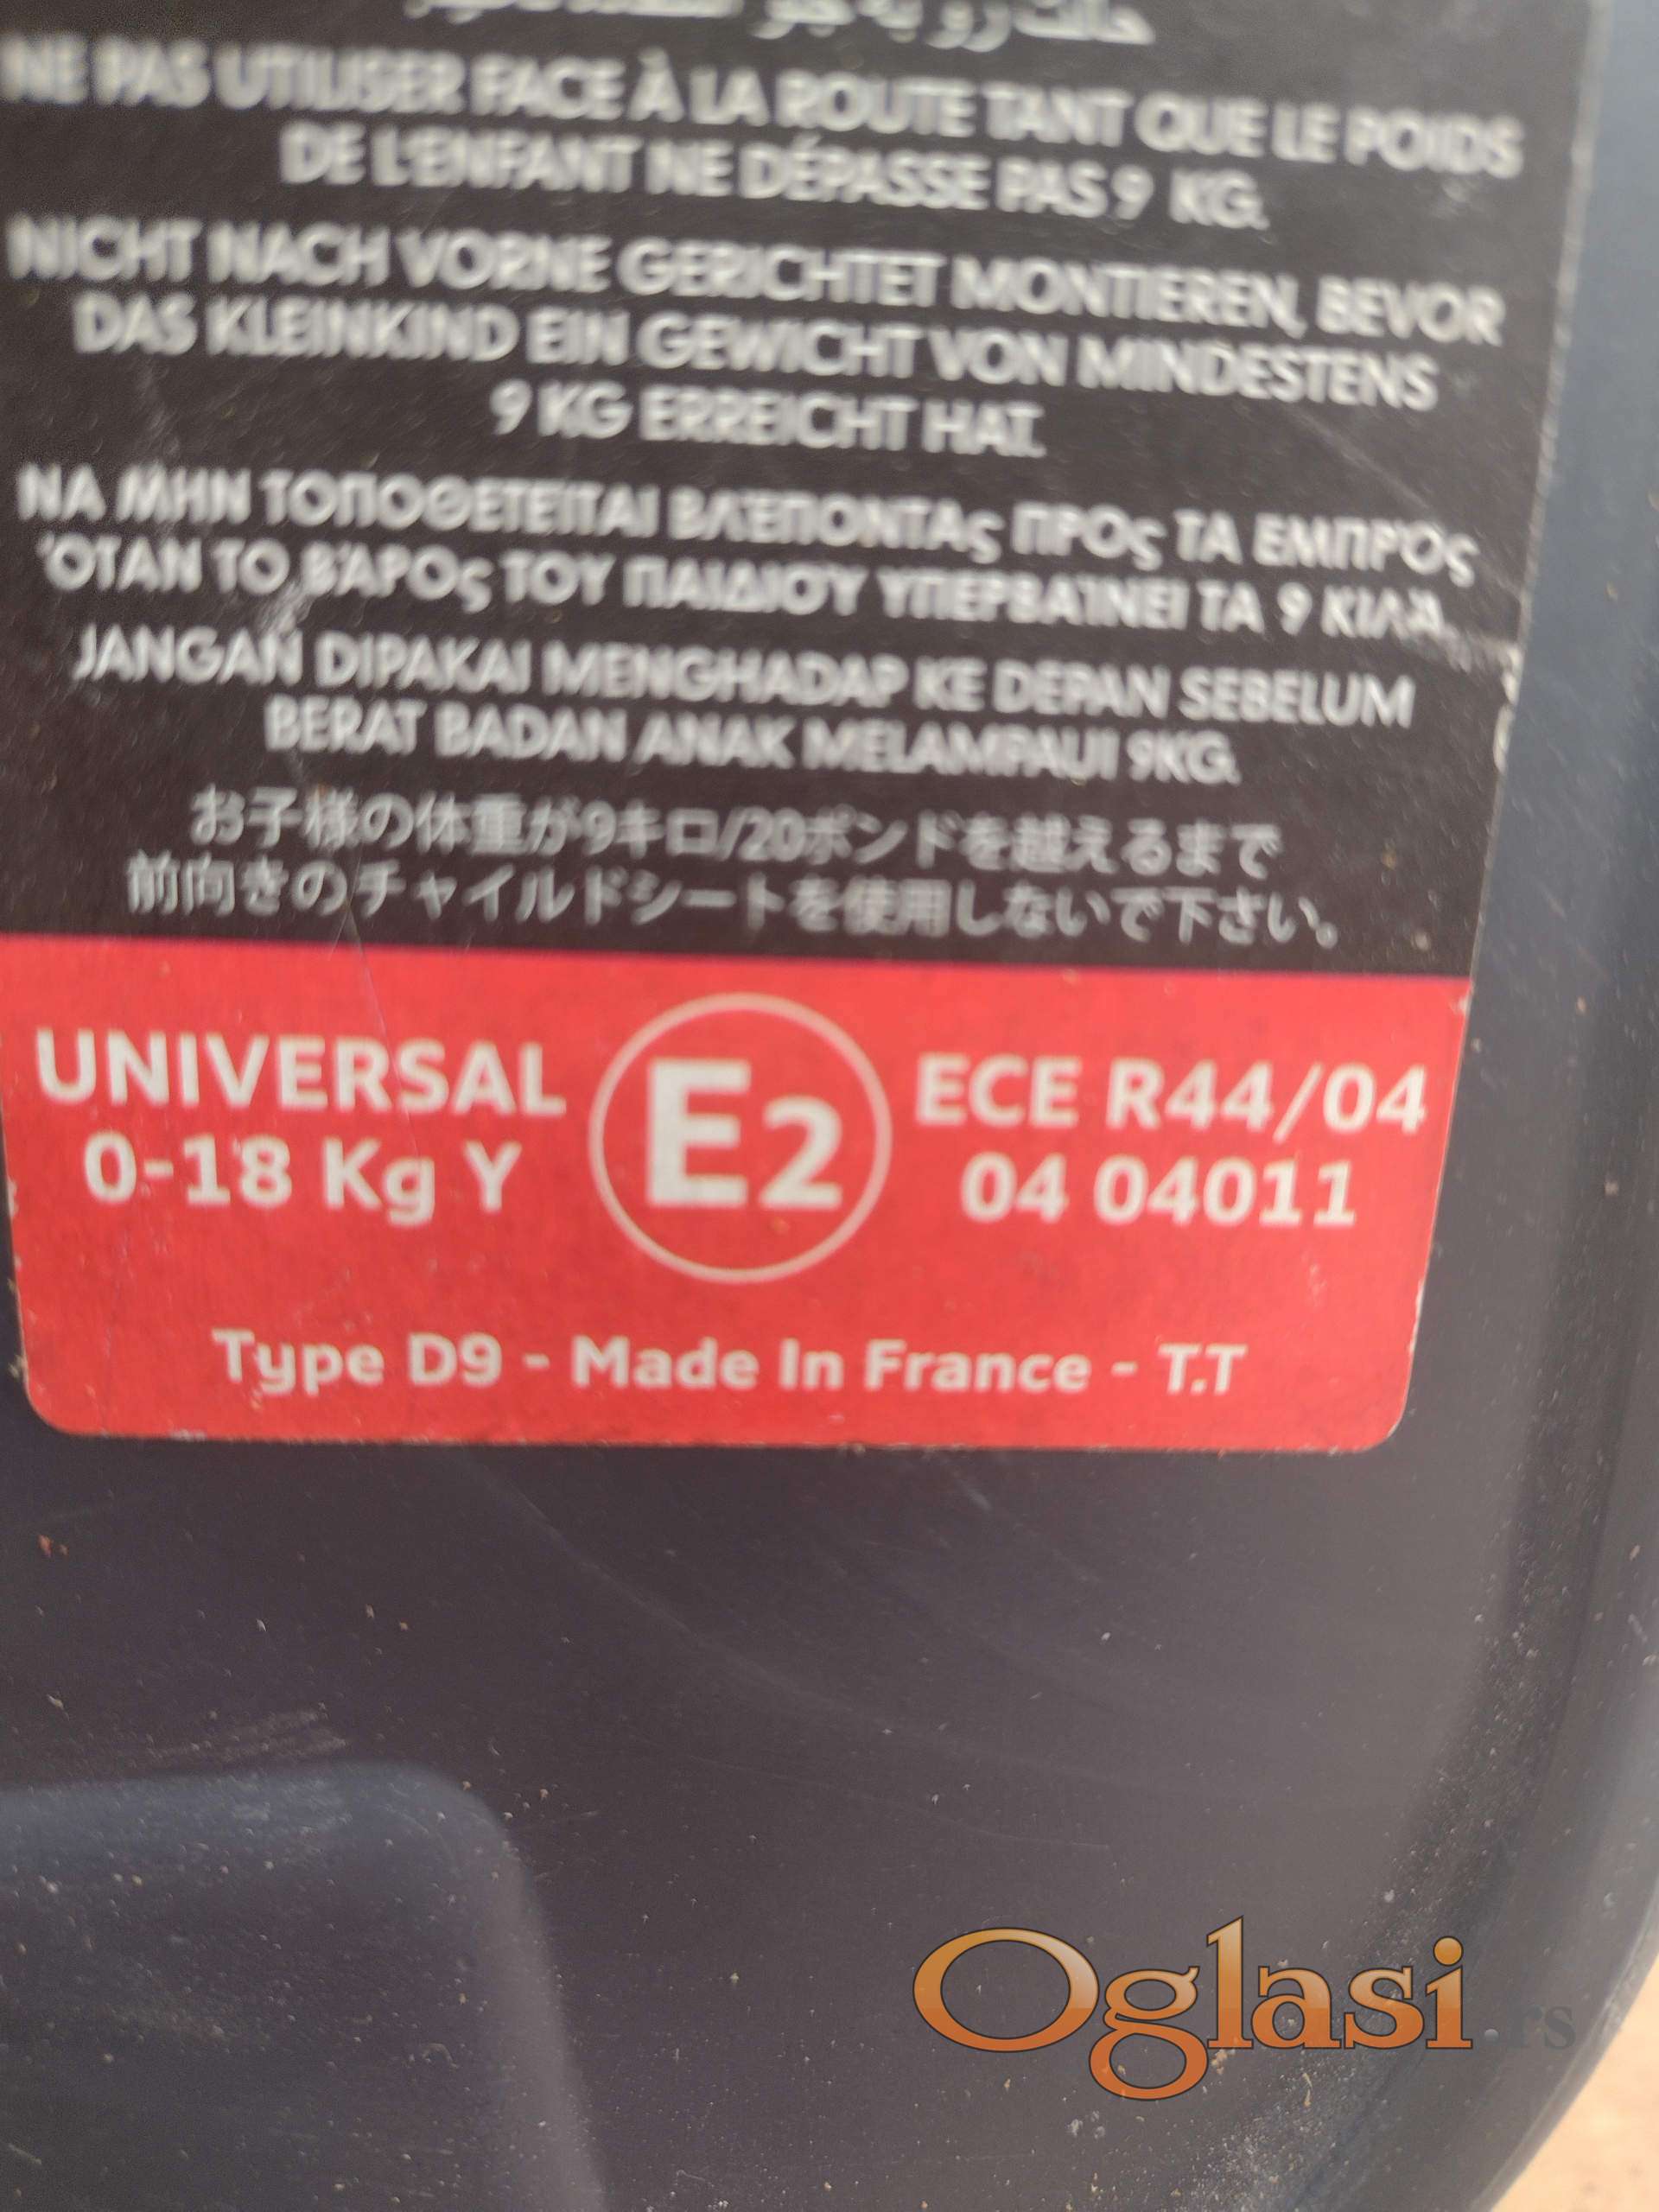 NE PAS UTILISER FACE À LA ROUTE TANT QUE LE POIDS
DE L'ENFANT NE DÉPASSE PAS 9 KG.
NICHT NACH VORNE GERICHTET MONTIEREN, BEVOR
DAS KLEINKIND EIN GEWICHT VON MINDESTENS
9 KG ERREICHT HAT.
ΝΑ ΜΗΝ ΤΟΠΟΘΕΤΕΙΤΑΙ ΒΛΈΠΟΝΤΑς ΠΡΟς ΤΑ ΕΜΠΡΌς
ΌΤΑΝ ΤΟ ΒΆΡΟς ΤΟΥ ΠΑΙΔΙΟΎ ΥΠΕΡΒΑΊΝΕΙ ΤΑ 9 ΚΙΛΆ.
JANGAN DIPAKAI MENGHADAP KE DEPAN SEBELUM
BERAT BADAN ANAK MELAMPAUI 9KG.
お子様の体重が9キロ/20ポンドを越えるまで
前向きのチャイルドシートを使用しないで下さい。
UNIVERSAL E2 ECE R44/04
0-18 Kg Y 04 04011
Type D9 - Made In France - T.T
Oglasi.rs